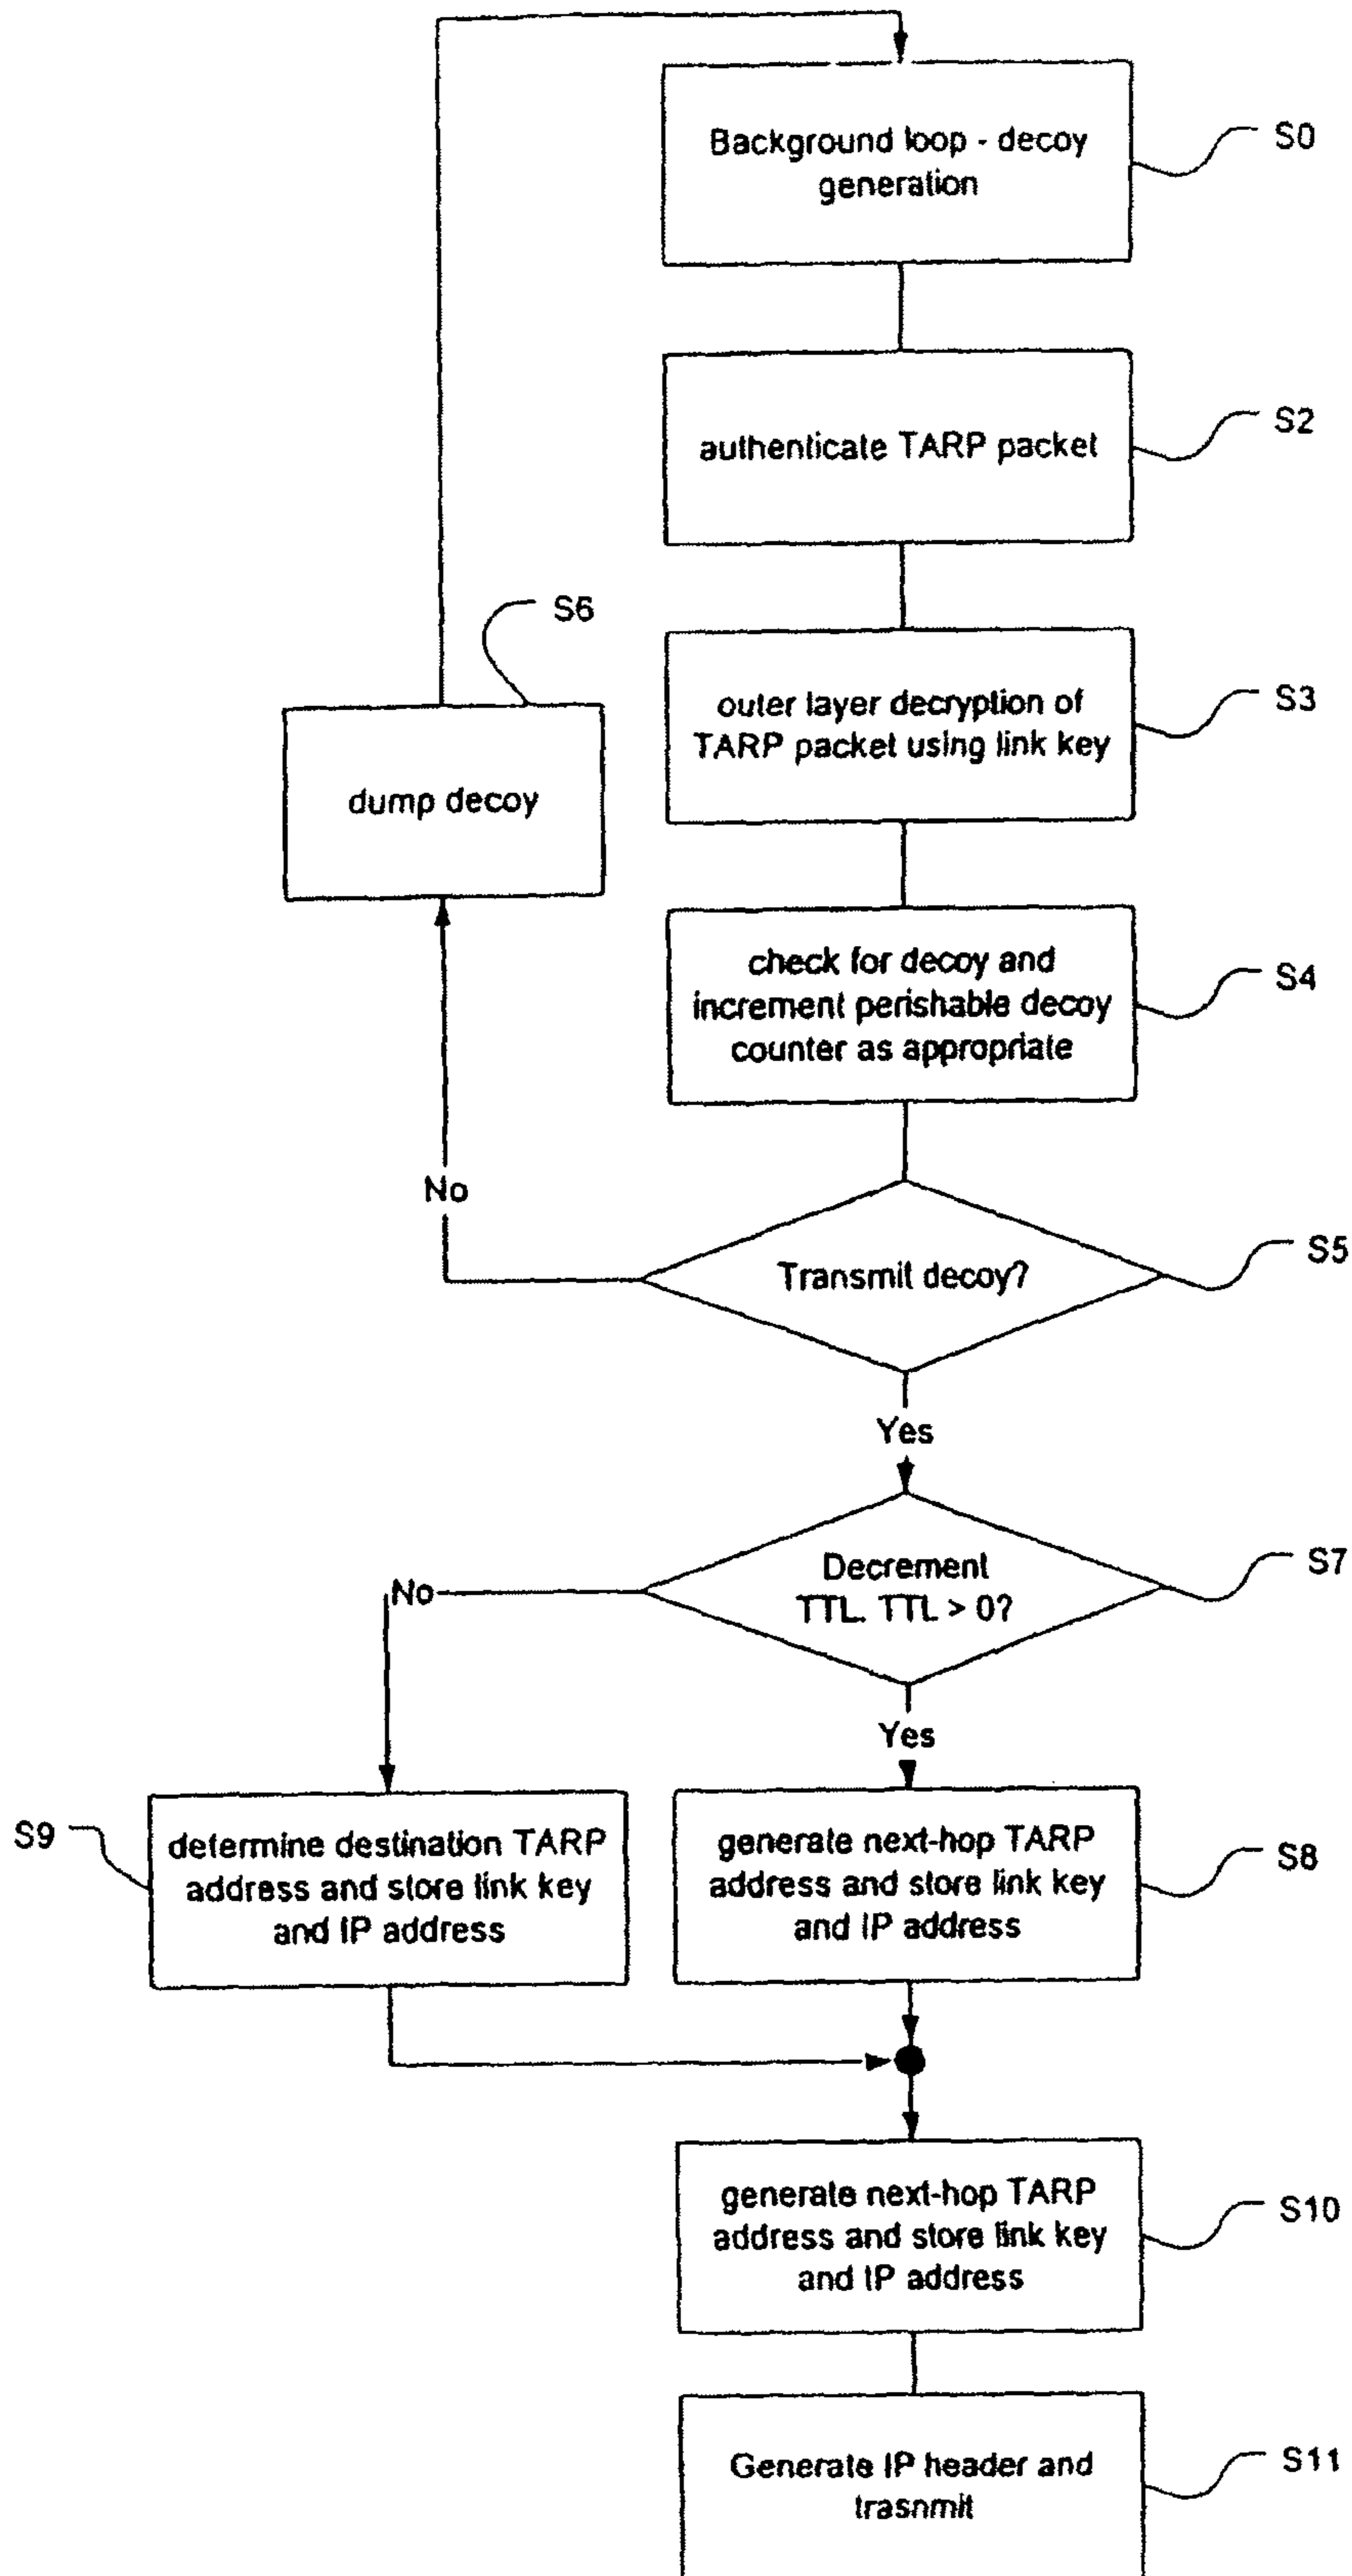 Background loop - decoy
generation
S0
authenticate TARP packet
S2
S6
outer layer decryption of
TARP packet using link key
S3
dump decoy
check for decoy and
increment perishable decoy
counter as appropriate
S4
No
Transmit decoy?
S5
Yes
Decrement
TTL. TTL > 0?
S7
No
Yes
S9
determine destination TARP
address and store link key
and IP address
generate next-hop TARP
address and store link key
and IP address
S8
generate next-hop TARP
address and store link key
and IP address
S10
Generate IP header and
trasnmit
S11